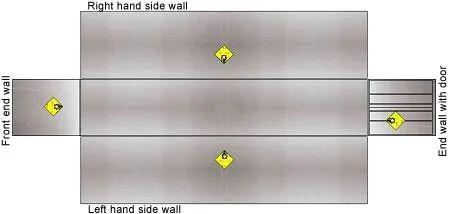 Right hand side wall
Front end wall
End wall with door
Left hand side wall